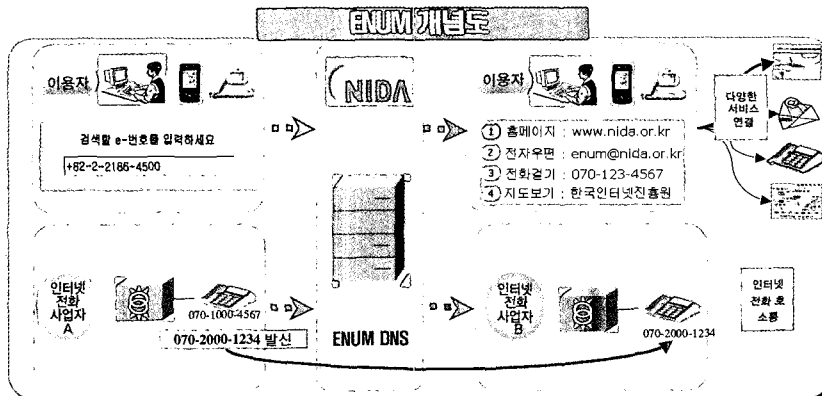 ENUM 개념도
이용자
검색할 e-번호를 입력하세요
+82-2-2186-4500
NIDA
이용자
① 홈페이지 : www.nida.or.kr
② 전자우편 : enum@nida.or.kr
③ 전화걸기 : 070-123-4567
④ 지도보기 : 한국인터넷진흥원
다양한
서비스
연결
인터넷
전화
사업자
A
070-1000-4567
070-2000-1234 발신
ENUM DNS
인터넷
전화
사업자
B
070-2000-1234
인터넷
전화 호
소통